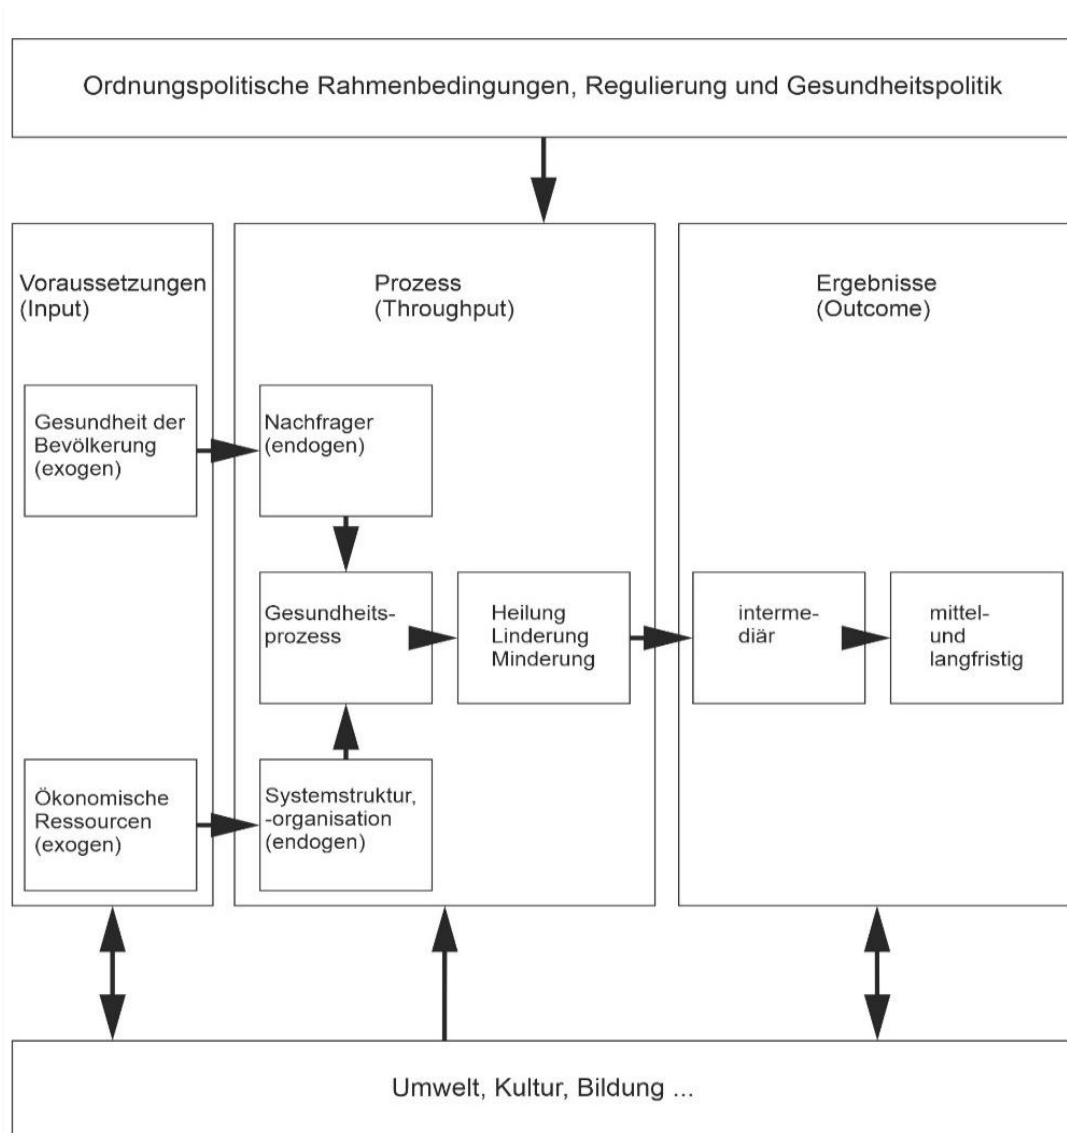 Ordnungspolitische Rahmenbedingungen, Regulierung und Gesundheitspolitik
Voraussetzungen
(Input)
Prozess
(Throughput)
Ergebnisse
(Outcome)
Gesundheit der
Bevölkerung
(exogen)
Nachfrager
(endogen)
Gesundheits-
prozess
Heilung
Linderung
Minderung
interme-
diär
mittel-
und
langfristig
Ökonomische
Ressourcen
(exogen)
Systemstruktur,
-organisation
(endogen)
Umwelt, Kultur, Bildung ...